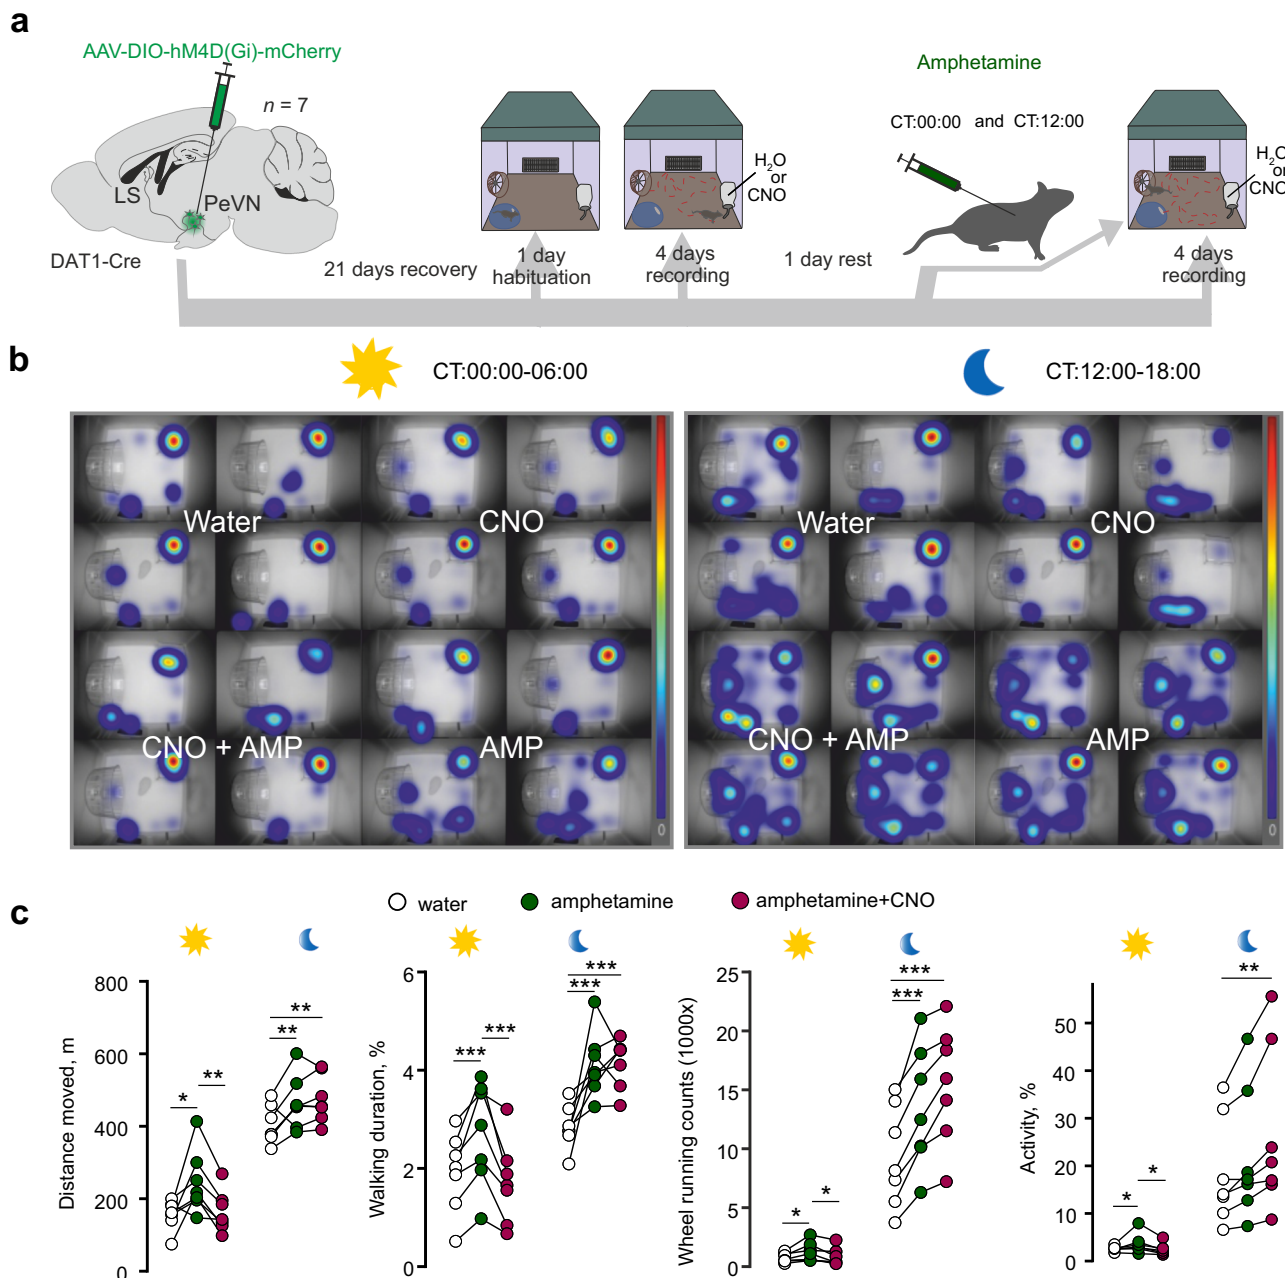 a
AAV-DIO-hM4D(Gi)-mCherry
n = 7
LS
PeVN
DAT1-Cre
21 days recovery
1 day
habituation
4 days
recording
H2O
or
CNO
1 day rest
Amphetamine
CT:00:00 and CT:12:00
H2O
or
CNO
4 days
recording
b
CT:00:00-06:00
CT:12:00-18:00
Water
CNO
CNO + AMP
AMP
0
Water
CNO
CNO + AMP
AMP
0
c
water
amphetamine
amphetamine+CNO
Distance moved, m
800
600
400
200
0
*
**
**
**
Walking duration, %
6
4
2
0
***
***
***
***
Wheel running counts (1000x)
25
20
15
10
5
0
*
*
***
***
Activity, %
50
40
30
20
10
0
*
*
**